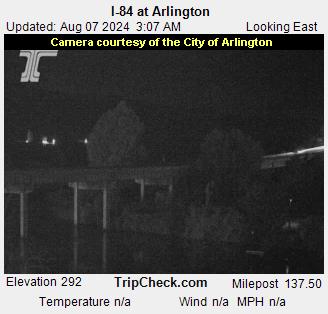 I-84 at Arlington
Updated: Aug 07 2024 3:07 AM Looking East
Camera courtesy of the City of Arlington
Elevation 292 TripCheck.com Milepost 137.50
Temperature n/a Wind n/a MPH n/a